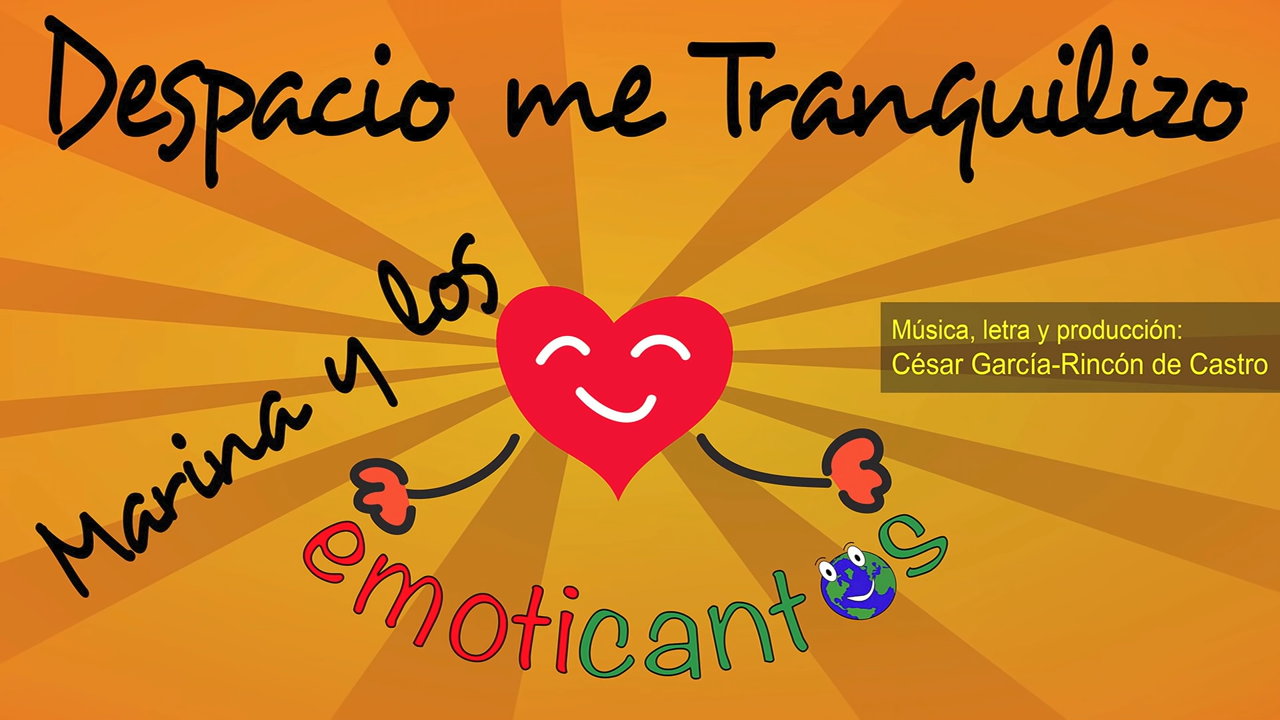 Despacio me Tranquilizo
Marina y los
emoticantos
Música, letra y producción:
César García-Rincón de Castro